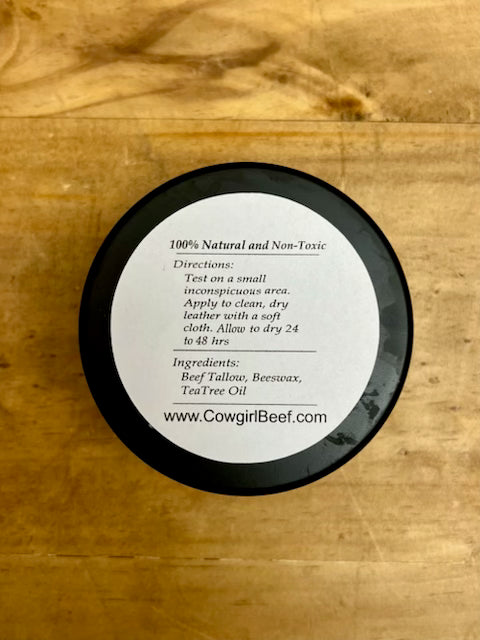 100% Natural and Non-Toxic
Directions:
Test on a small
inconspicuous area.
Apply to clean, dry
leather with a soft
cloth. Allow to dry 24
to 48 hrs
Ingredients:
Beef Tallow, Beeswax,
TeaTree Oil
www.CowgirlBeef.com